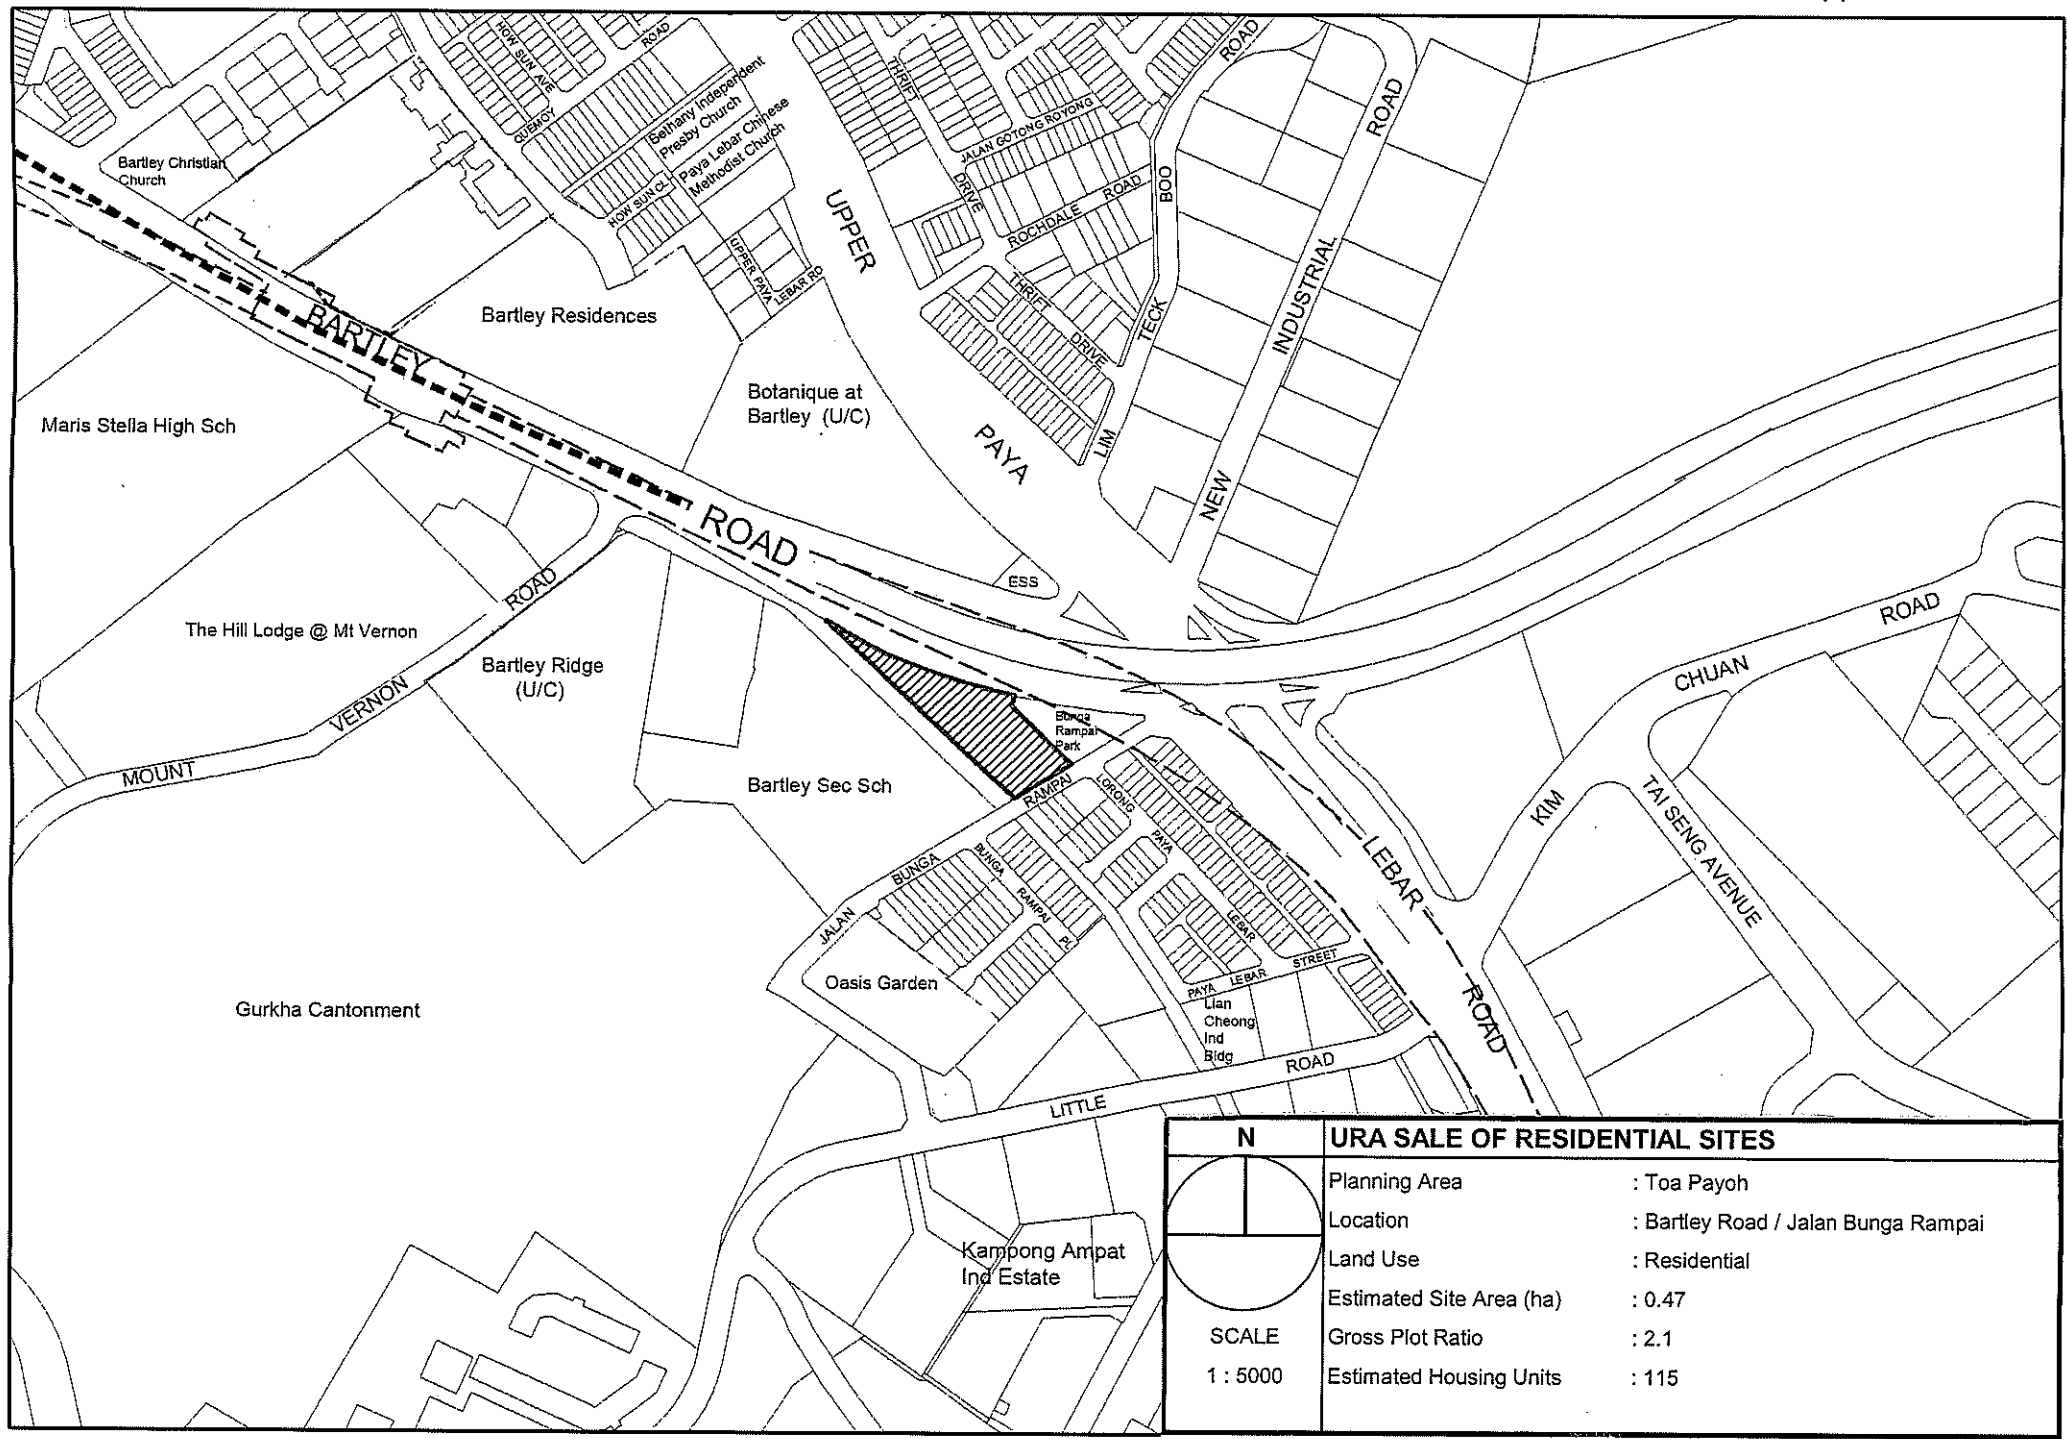 HOW SUN AVE
ROAD
QUEMOY
Bethany Independent
Presby Church
Paya Lebar Chinese
Methodist Church
HOW SUN CL
UPPER PAYA
LEBAR RD
Bartley Christian
Church
THRIFT
DRIVE
JALAN GOTONG ROYONG
ROCHDALE ROAD
THRIFT
DRIVE
ROAD
BOO
TECK
LIM
ROAD
INDUSTRIAL
NEW
UPPER
PAYA
BARTLEY
ROAD
Bartley Residences
Botanique at
Bartley (U/C)
Maris Stella High Sch
ESS
The Hill Lodge @ Mt Vernon
ROAD
VERNON
MOUNT
Bartley Ridge
(U/C)
Bartley Sec Sch
Bunga
Rampai
Park
RAMPAI
BUNGA
JALAN
LORONG
PAYA
LEBAR
BUNGA
RAMPAI
PL
PAYA LEBAR STREET
LEBAR
ROAD
ROAD
CHUAN
KIM
TAI SENG AVENUE
Oasis Garden
Gurkha Cantonment
Lian
Cheong
Ind
Bldg
LITTLE
ROAD
Kampong Ampat
Ind Estate
N
SCALE
1 : 5000
URA SALE OF RESIDENTIAL SITES
Planning Area : Toa Payoh
Location : Bartley Road / Jalan Bunga Rampai
Land Use : Residential
Estimated Site Area (ha) : 0.47
Gross Plot Ratio : 2.1
Estimated Housing Units : 115